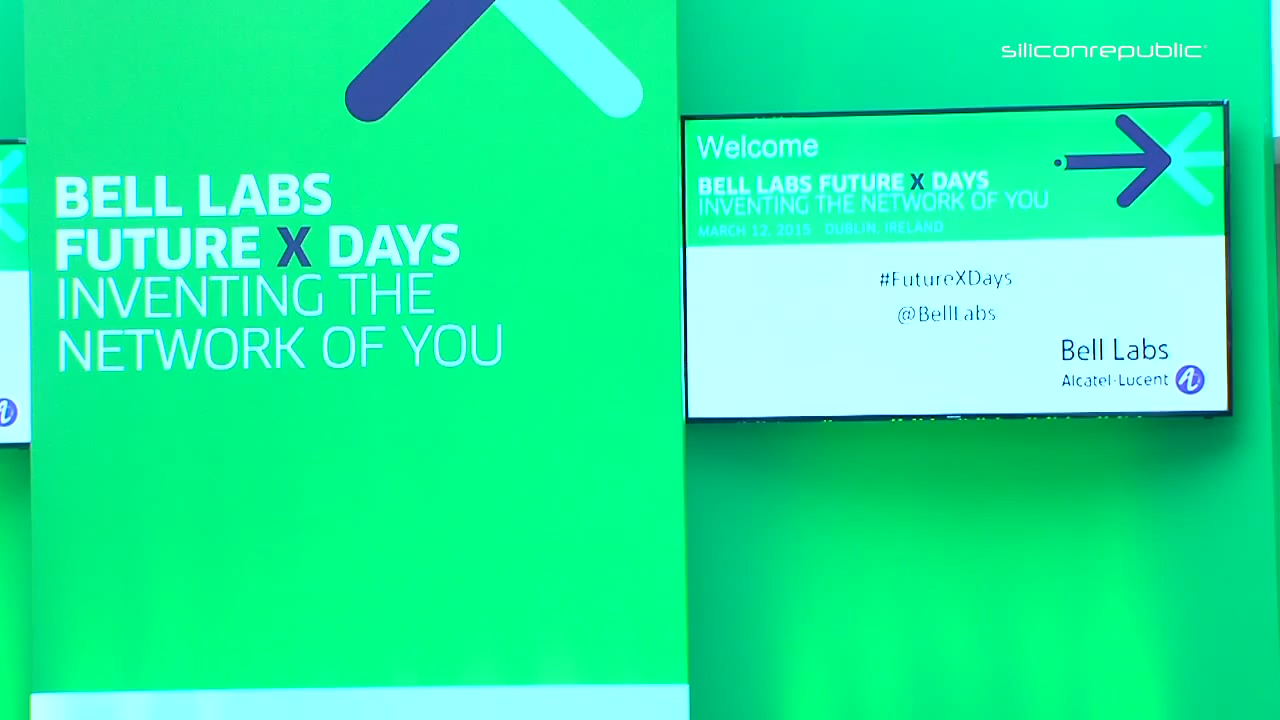 siliconrepublic
BELL LABS
FUTURE X DAYS
INVENTING THE
NETWORK OF YOU
Welcome
BELL LABS FUTURE X DAYS
INVENTING THE NETWORK OF YOU
MARCH 12, 2015 DUBLIN, IRELAND
#FutureXDays
@BellLabs
Bell Labs
Alcatel-Lucent